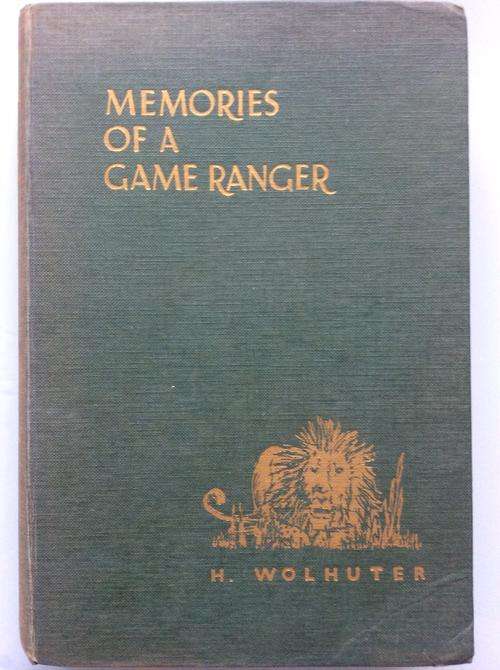 MEMORIES
OF A
GAME RANGER
H. WOLHUTER